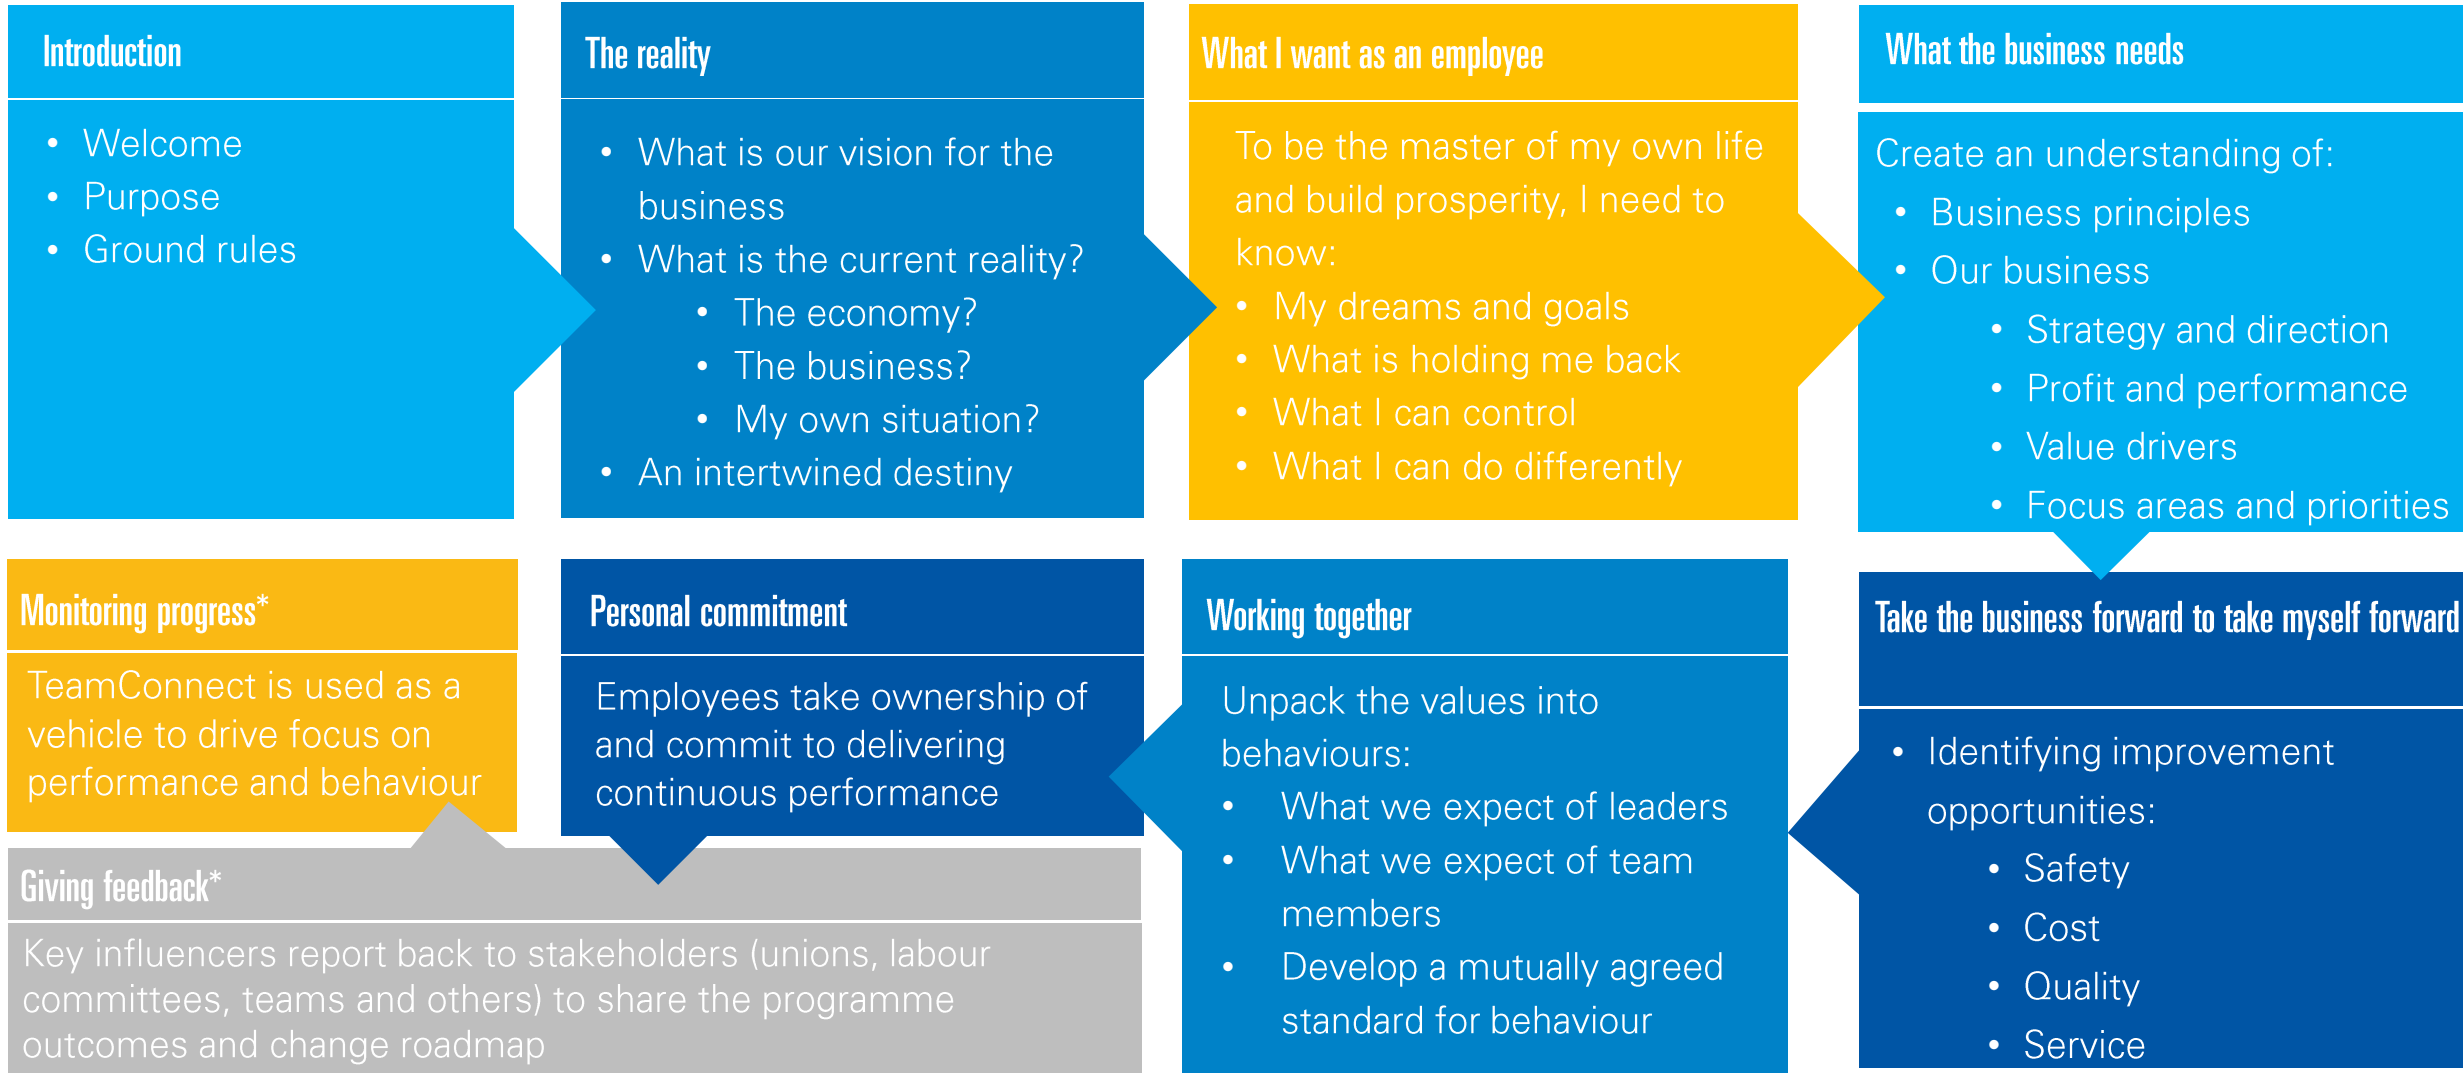 Introduction
• Welcome
• Purpose
• Ground rules
The reality
• What is our vision for the
business
• What is the current reality?
• The economy?
• The business?
• My own situation?
• An intertwined destiny
What I want as an employee
To be the master of my own life
and build prosperity, I need to
know:
• My dreams and goals
• What is holding me back
• What I can control
• What I can do differently
What the business needs
Create an understanding of:
• Business principles
• Our business
• Strategy and direction
• Profit and performance
• Value drivers
• Focus areas and priorities
Take the business forward to take myself forward
• Identifying improvement
opportunities:
• Safety
• Cost
• Quality
• Service
Working together
Unpack the values into
behaviours:
• What we expect of leaders
• What we expect of team
members
• Develop a mutually agreed
standard for behaviour
Personal commitment
Employees take ownership of
and commit to delivering
continuous performance
Giving feedback*
Key influencers report back to stakeholders (unions, labour
committees, teams and others) to share the programme
outcomes and change roadmap
Monitoring progress*
TeamConnect is used as a
vehicle to drive focus on
performance and behaviour